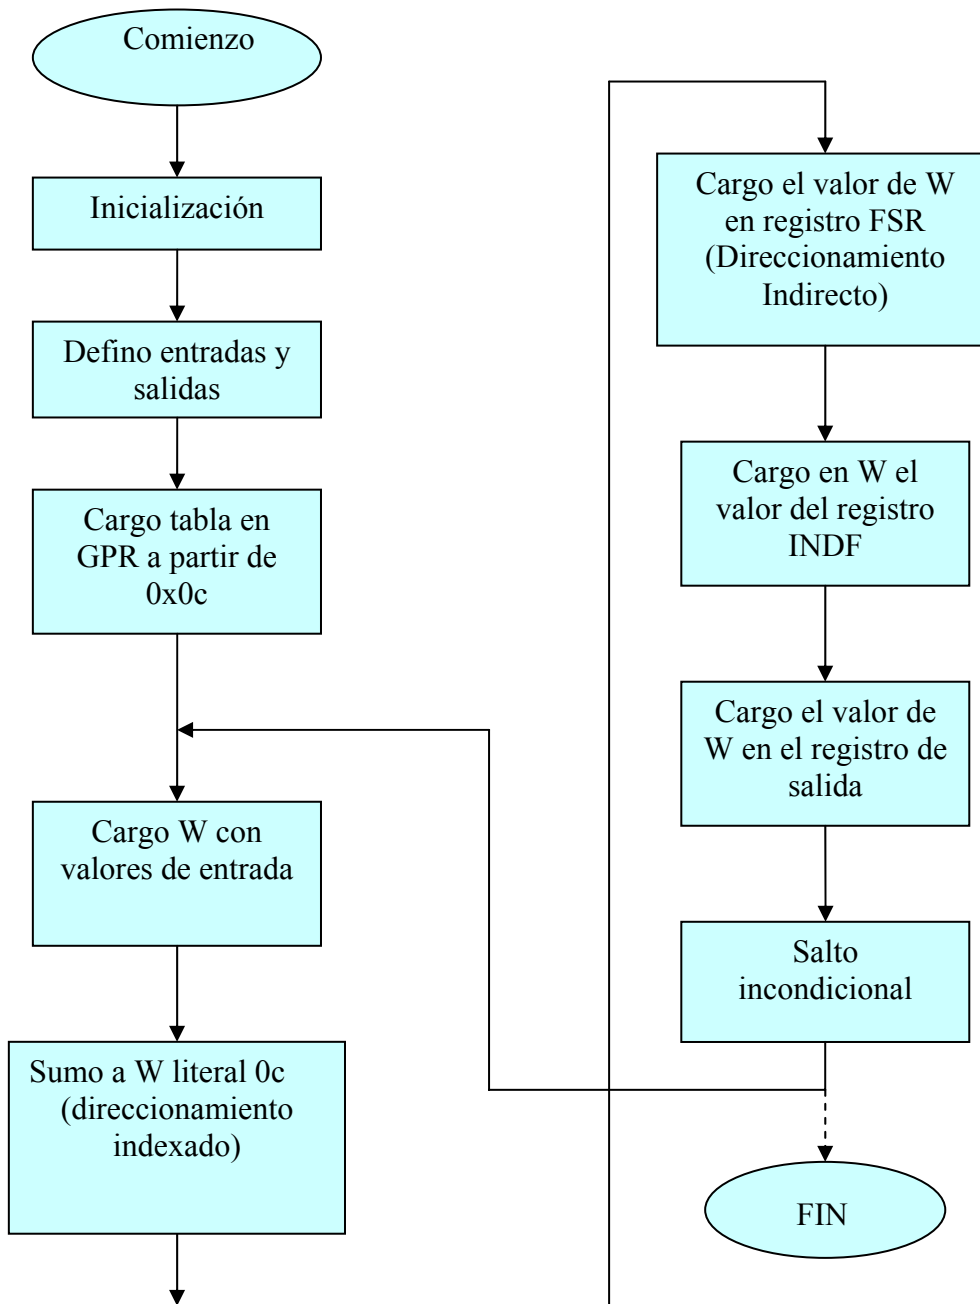 Comienzo
Inicialización
Defino entradas y
salidas
Cargo tabla en
GPR a partir de
0x0c
Cargo W con
valores de entrada
Sumo a W literal 0c
(direccionamiento
indexado)
Cargo el valor de W
en registro FSR
(Direccionamiento
Indirecto)
Cargo en W el
valor del registro
INDF
Cargo el valor de
W en el registro de
salida
Salto
incondicional
FIN